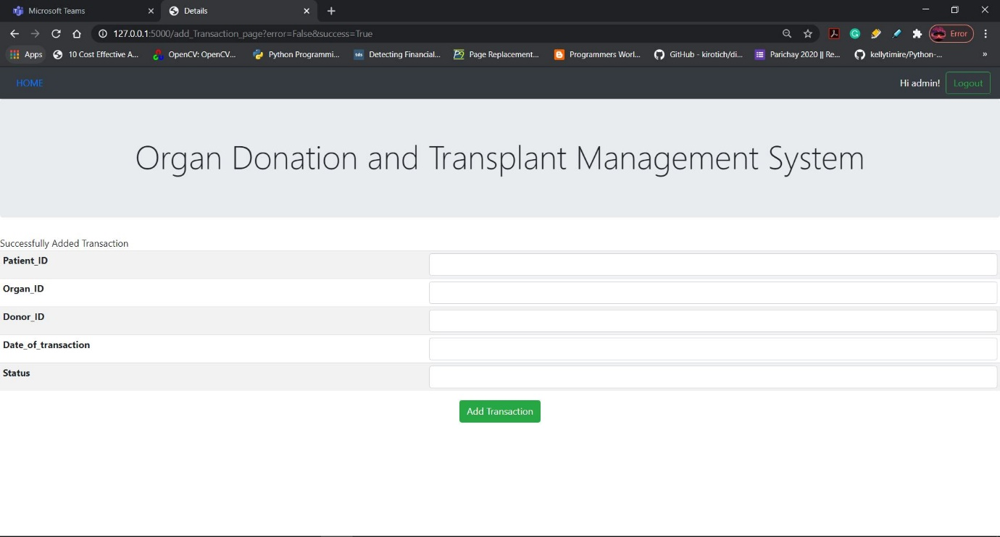 Microsoft Teams
Details
127.0.0.1:5000/add_Transaction_page?error=False&success=True
Error
Apps
10 Cost Effective A...
OpenCV: OpenCV...
Python Programmi...
Detecting Financial...
Page Replacement...
Programmers Worl...
GitHub - kirotich/di...
Parichay 2020 || Re...
kellytimire/Python-...
»
HOME
Hi admin!
Logout
Organ Donation and Transplant Management System
Successfully Added Transaction
Patient_ID
Organ_ID
Donor_ID
Date_of_transaction
Status
Add Transaction